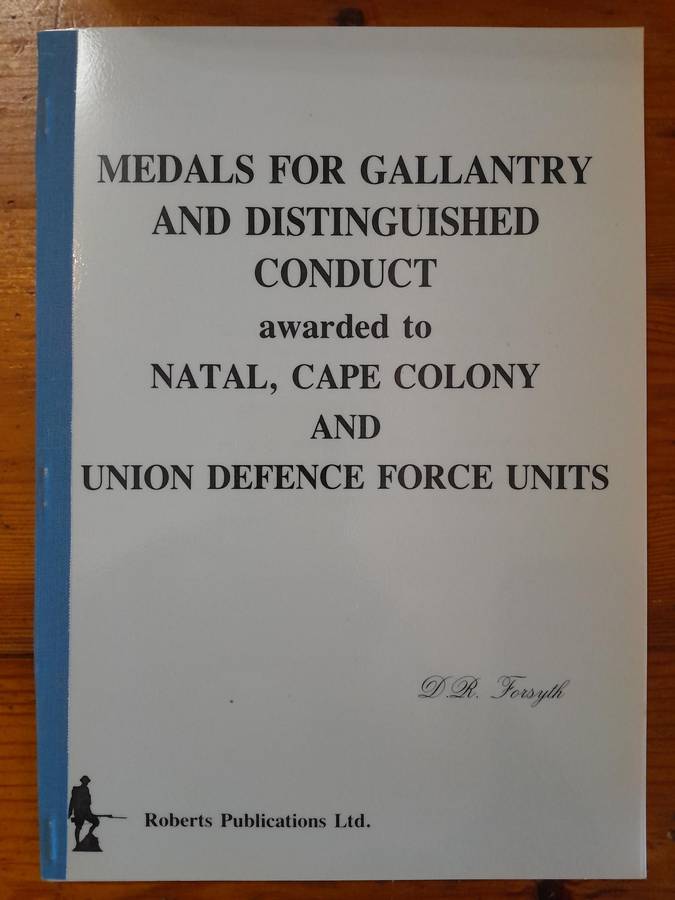 MEDALS FOR GALLANTRY
AND DISTINGUISHED
CONDUCT
awarded to
NATAL, CAPE COLONY
AND
UNION DEFENCE FORCE UNITS
D.R. Forsyth
Roberts Publications Ltd.